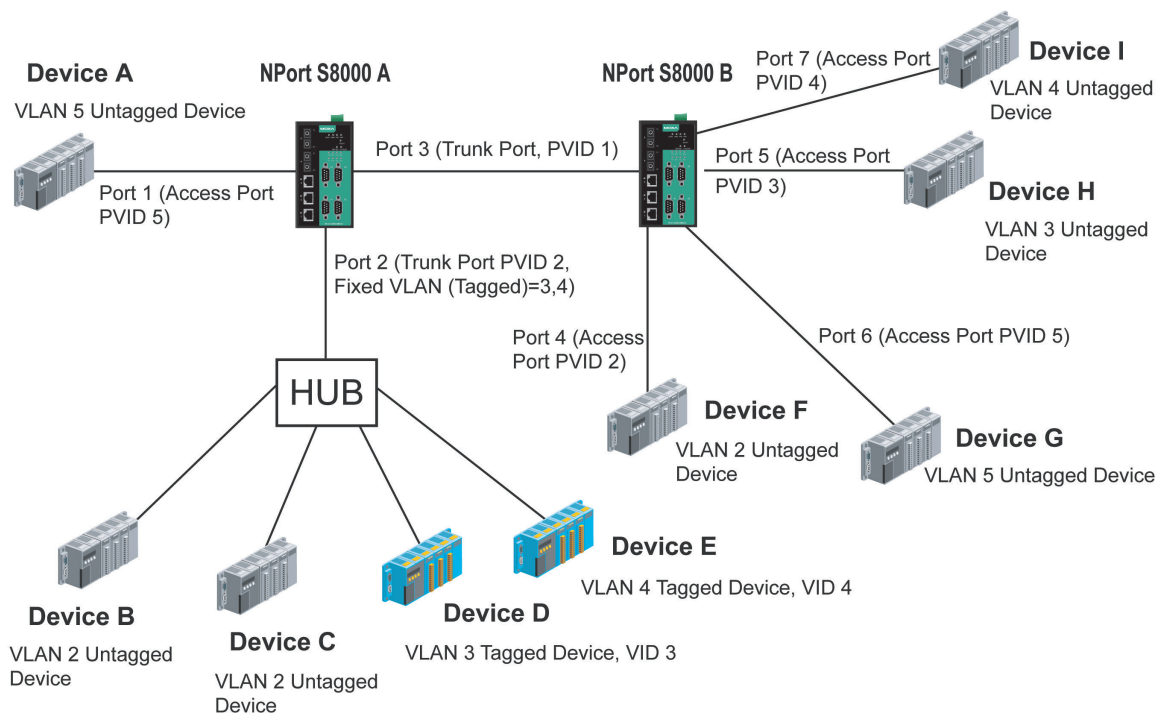 Device A
VLAN 5 Untagged Device
NPort S8000 A
NPort S8000 B
Port 7 (Access Port
PVID 4)
Device I
VLAN 4 Untagged
Device
Port 1 (Access Port
PVID 5)
Port 3 (Trunk Port, PVID 1)
Port 5 (Access Port
PVID 3)
Device H
VLAN 3 Untagged
Device
Port 2 (Trunk Port PVID 2,
Fixed VLAN (Tagged)=3,4)
Port 4 (Access
Port PVID 2)
Port 6 (Access Port PVID 5)
HUB
Device F
VLAN 2 Untagged
Device
Device G
VLAN 5 Untagged Device
Device B
VLAN 2 Untagged
Device
Device C
VLAN 2 Untagged
Device
Device D
VLAN 3 Tagged Device, VID 3
Device E
VLAN 4 Tagged Device, VID 4